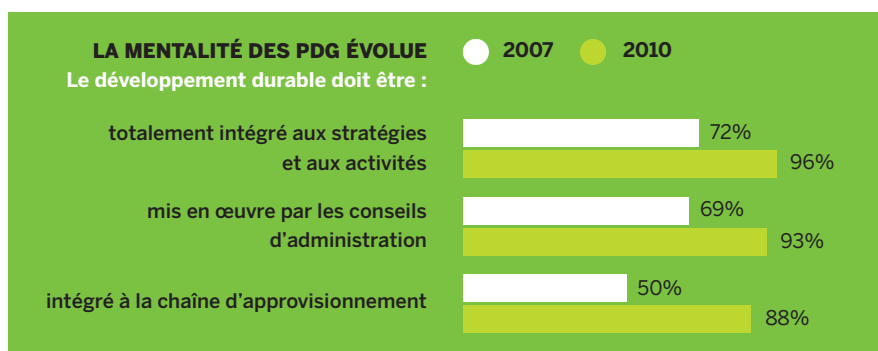 LA MENTALITÉ DES PDG ÉVOLUE
2007
2010
Le développement durable doit être :
totalement intégré aux stratégies
et aux activités
72%
96%
mis en œuvre par les conseils
d'administration
69%
93%
intégré à la chaîne d’approvisionnement
50%
88%